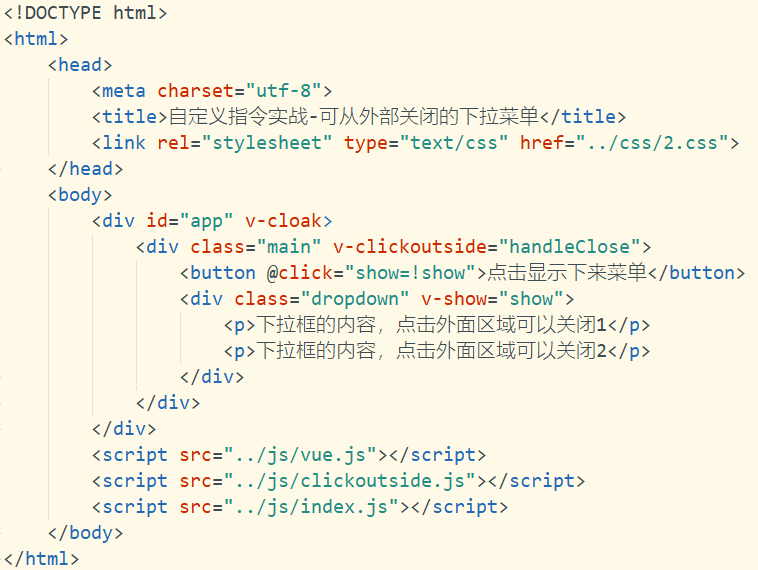 <!DOCTYPE html>
<html>
<head>
<meta charset="utf-8">
<title>自定义指令实战-可从外部关闭的下拉菜单</title>
<link rel="stylesheet" type="text/css" href="../css/2.css">
</head>
<body>
<div id="app" v-cloak>
<div class="main" v-clickoutside="handleClose">
<button @click="show=!show">点击显示下来菜单</button>
<div class="dropdown" v-show="show">
<p>下拉框的内容，点击外面区域可以关闭1</p>
<p>下拉框的内容，点击外面区域可以关闭2</p>
</div>
</div>
</div>
<script src="../js/vue.js"></script>
<script src="../js/clickoutside.js"></script>
<script src="../js/index.js"></script>
</body>
</html>